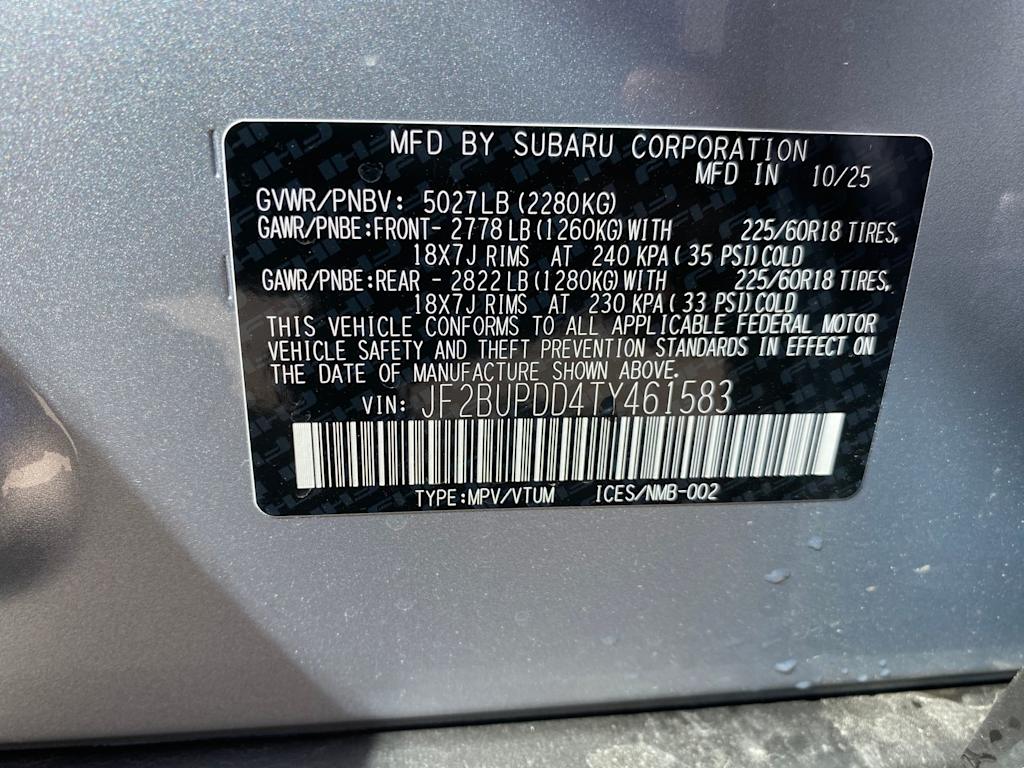 MFD BY SUBARU CORPORATION
MFD IN 10/25
GVWR/PNBV: 5027LB (2280KG)
GAWR/PNBE:FRONT- 2778 LB (1260KG) WITH 225/60R18 TIRES,
18X7J RIMS AT 240 KPA( 35 PSI) COLD
GAWR/PNBE:REAR - 2822 LB (1280KG) WITH 225/60R18 TIRES,
18X7J RIMS AT 230 KPA( 33 PSI) COLD
THIS VEHICLE CONFORMS TO ALL APPLICABLE FEDERAL MOTOR
VEHICLE SAFETY AND THEFT PREVENTION STANDARDS IN EFFECT ON
THE DATE OF MANUFACTURE SHOWN ABOVE.
VIN: JF2BUPDD4TY461583
TYPE:MPV/VTUM ICES/NMB-002